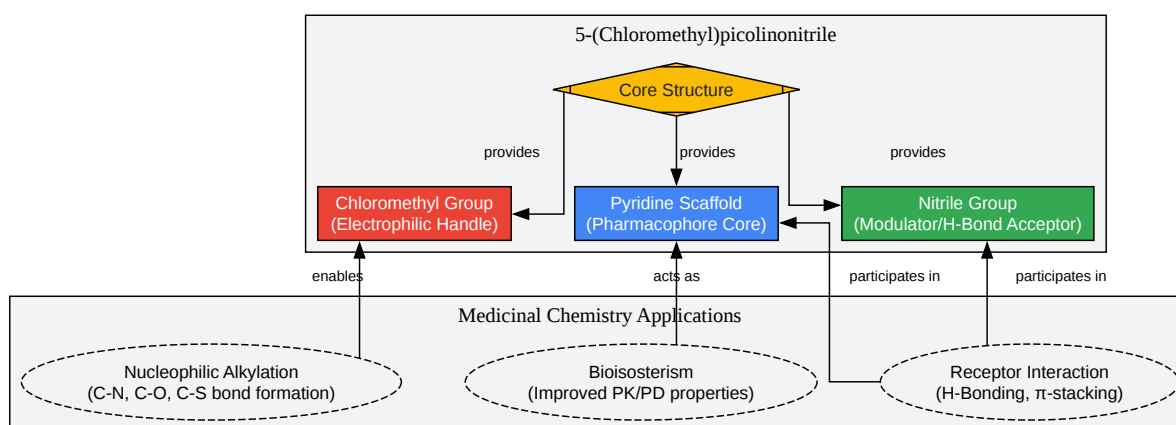 5-(Chloromethyl)picolinonitrile
Core Structure
provides
provides
provides
Chloromethyl Group
(Electrophilic Handle)
Pyridine Scaffold
(Pharmacophore Core)
Nitrile Group
(Modulator/H-Bond Acceptor)
enables
acts as
participates in
participates in
Medicinal Chemistry Applications
Nucleophilic Alkylation
(C-N, C-O, C-S bond formation)
Bioisosterism
(Improved PK/PD properties)
Receptor Interaction
(H-Bonding, π-stacking)